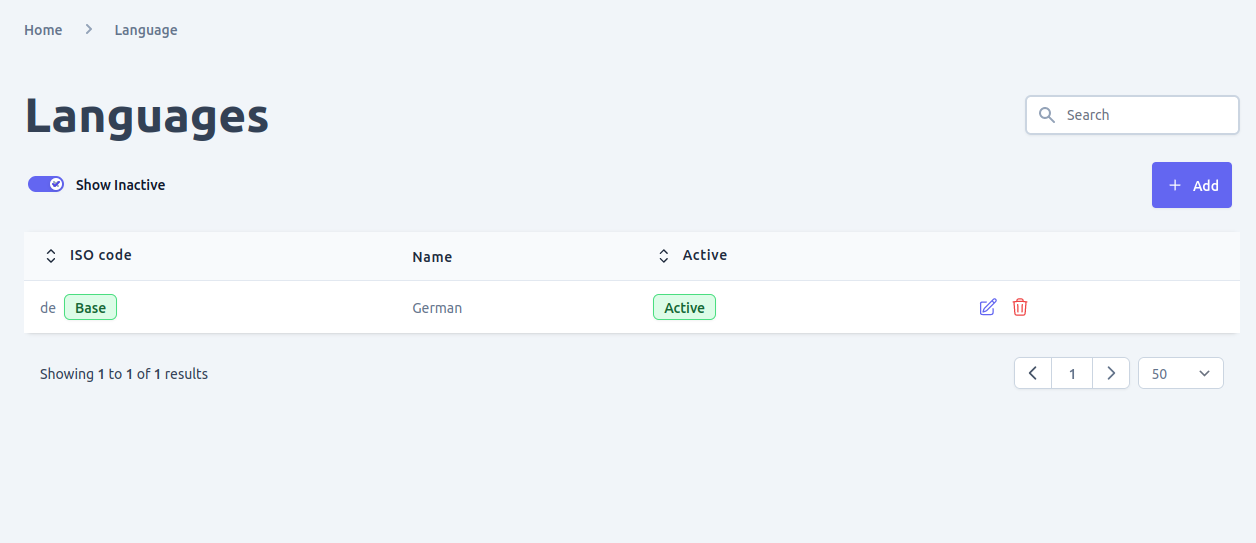 Home Language
Languages
Search
Show Inactive
Add
ISO code Name Active
de Base German Active
Showing 1 to 1 of 1 results
1 50